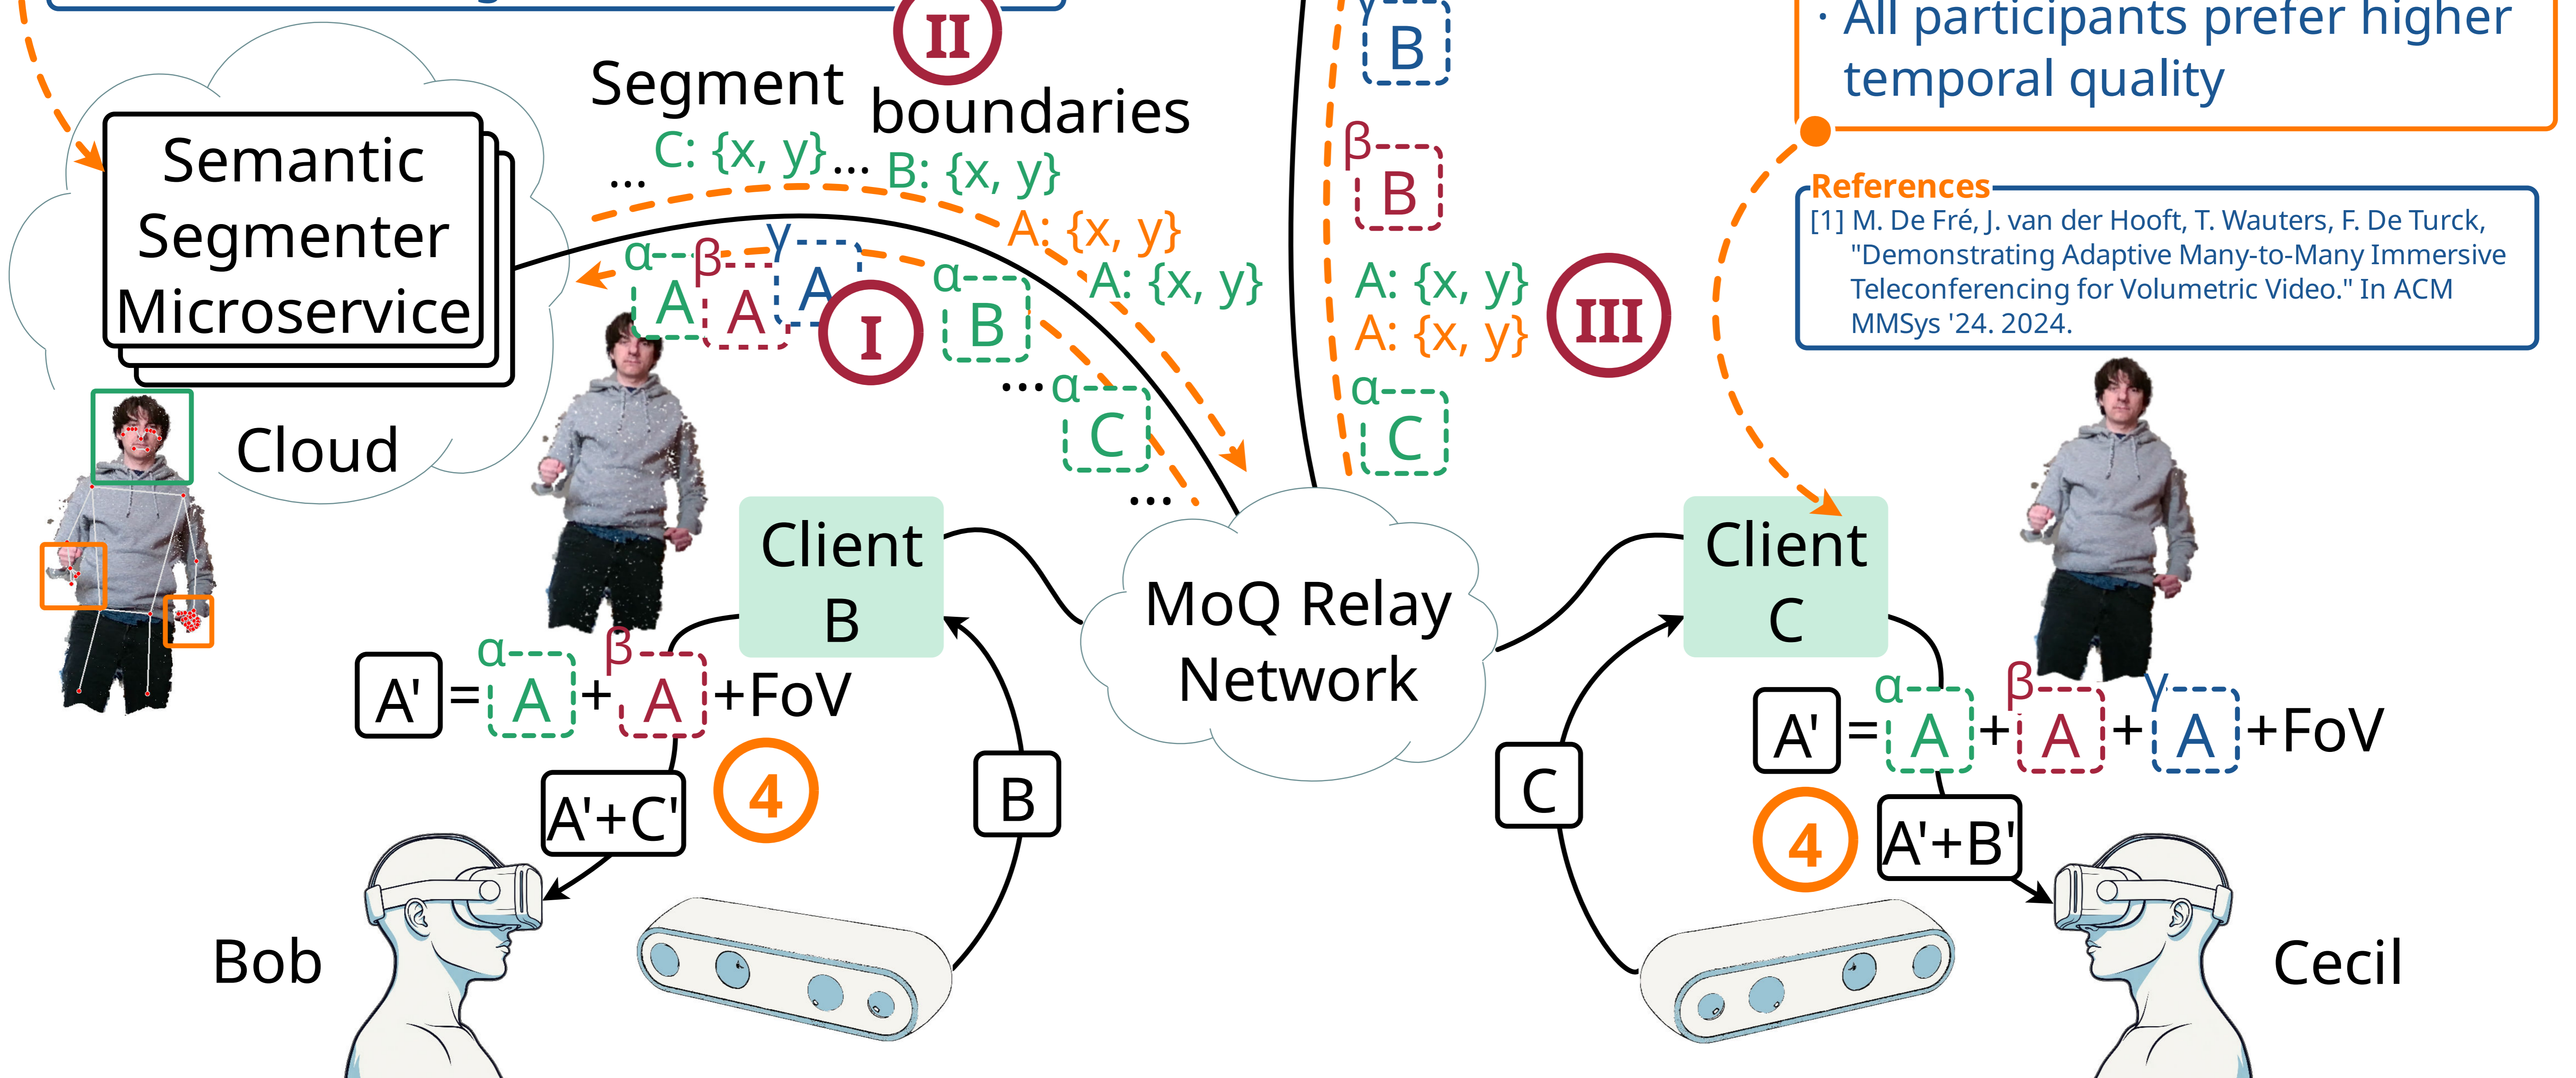 II
Segment
boundaries
... C: {x, y} ... B: {x, y}
A: {x, y}
A: {x, y}
Semantic
Segmenter
Microservice
Cloud
α A
β A
γ A
I
α B
... α C
...
γ B
β B
A: {x, y}
A: {x, y}
III
α C
· All participants prefer higher
temporal quality
References
[1] M. De Fré, J. van der Hooft, T. Wauters, F. De Turck,
"Demonstrating Adaptive Many-to-Many Immersive
Teleconferencing for Volumetric Video." In ACM
MMSys '24. 2024.
Client
B
MoQ Relay
Network
Client
C
A' = α A + β A +FoV
4
A'+C'
B
Bob
C
A' = α A + β A + γ A +FoV
4
A'+B'
Cecil